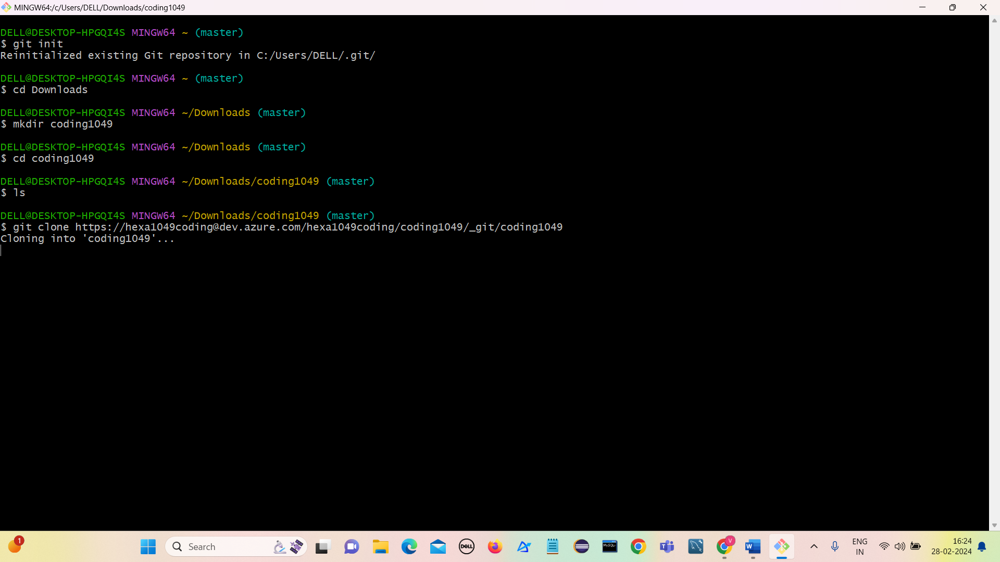 MINGW64:/c/Users/DELL/Downloads/coding1049
DELL@DESKTOP-HPGQI4S MINGW64 ~ (master)
$ git init
Reinitialized existing Git repository in C:/Users/DELL/.git/
DELL@DESKTOP-HPGQI4S MINGW64 ~ (master)
$ cd Downloads
DELL@DESKTOP-HPGQI4S MINGW64 ~/Downloads (master)
$ mkdir coding1049
DELL@DESKTOP-HPGQI4S MINGW64 ~/Downloads (master)
$ cd coding1049
DELL@DESKTOP-HPGQI4S MINGW64 ~/Downloads/coding1049 (master)
$ ls
DELL@DESKTOP-HPGQI4S MINGW64 ~/Downloads/coding1049 (master)
$ git clone https://hexa1049coding@dev.azure.com/hexa1049coding/coding1049/_git/coding1049
Cloning into 'coding1049'...
1
Search
DELL
MySQL
V
W
ENG
IN
16:24
28-02-2024